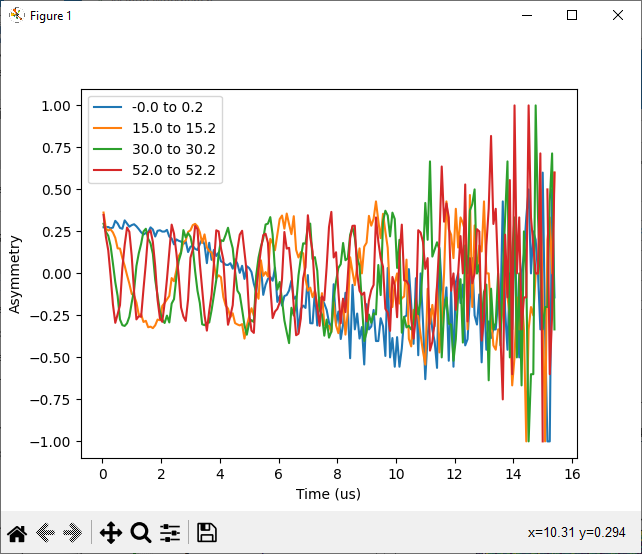 Figure 1
-0.0 to 0.2
15.0 to 15.2
30.0 to 30.2
52.0 to 52.2
1.00
0.75
0.50
0.25
0.00
−0.25
−0.50
−0.75
−1.00
Asymmetry
0 2 4 6 8 10 12 14 16
Time (us)
x=10.31 y=0.294